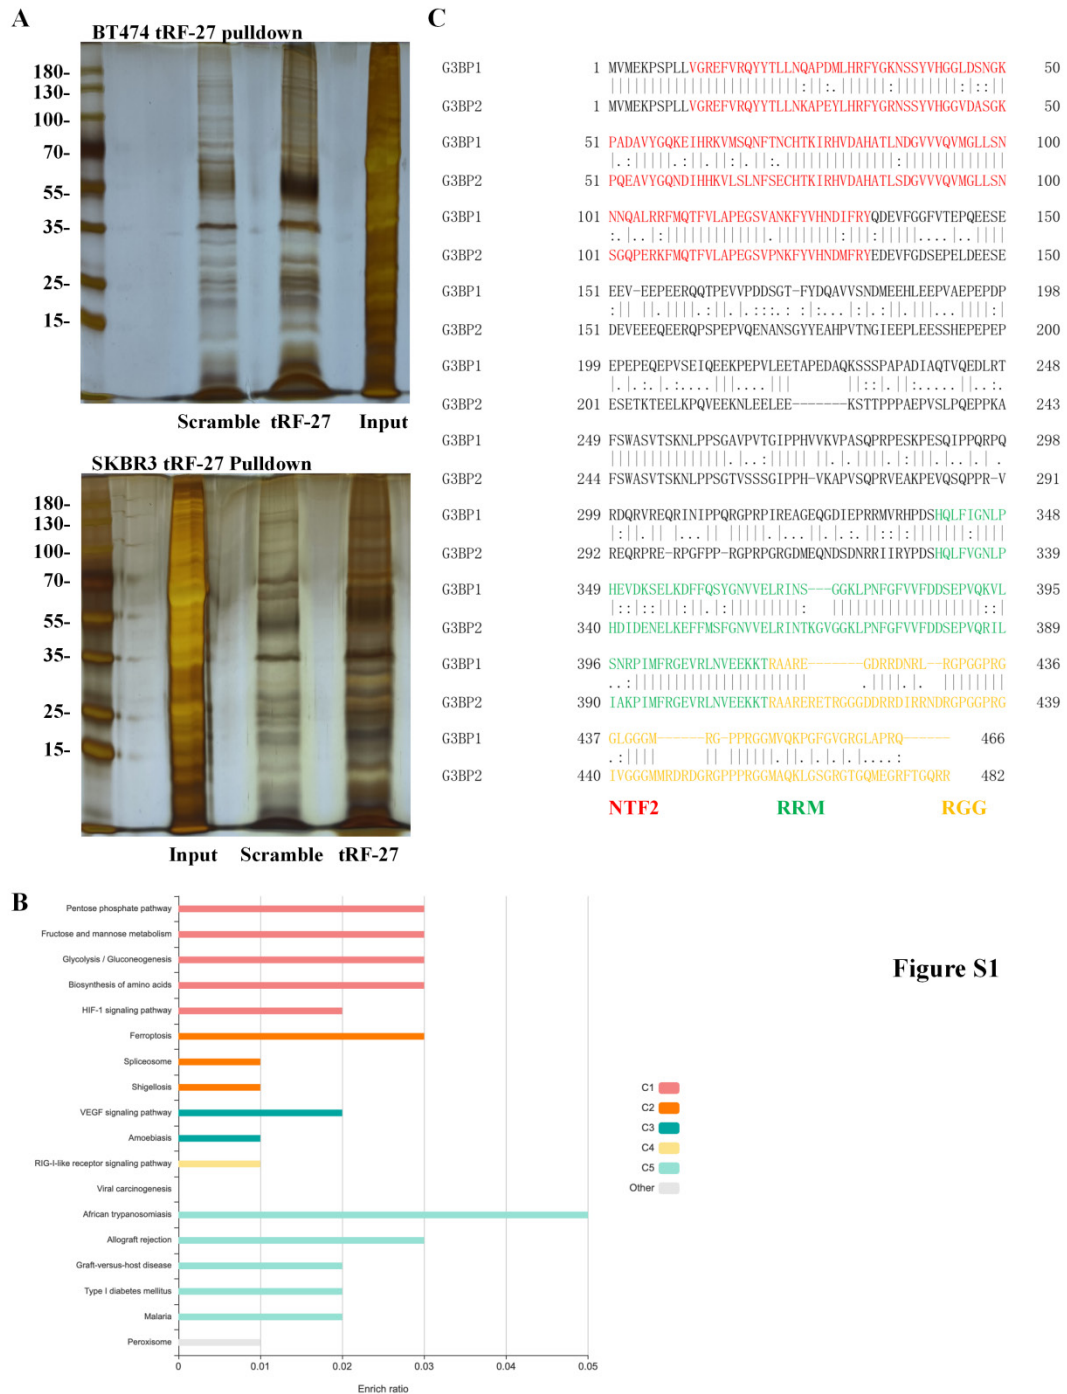 A
BT474 tRF-27 pulldown
180-
130-
100-
70-
55-
35-
25-
15-
Scramble tRF-27 Input
SKBR3 tRF-27 Pulldown
180-
130-
100-
70-
55-
35-
25-
15-
Input Scramble tRF-27
C
G3BP1 1 MVMEKPSPLLVGREFVRQYYTLLNQAPDMLHRFYGKNSSYVHGGLDSNGK 50
G3BP2 1 MVMEKPSPLLVGREFVRQYYTLLNKAPEYLHRFYGRNSSYVHGGVDASGK 50
G3BP1 51 PADAVYGQKEIHRKVMSQNFTNCHTKIRHVDAHATLNDGVVVQVMGLLSN 100
G3BP2 51 PQEAVYGQNDIHHKVLSLNFSECHTKIRHVDAHATLSDGVVVQVMGLLSN 100
G3BP1 101 NNQALRRFMQTFVLAPEGSVANKFYVHNDIFRYQDEVFGGFVTEPQEESE 150
G3BP2 101 SGQPERKFMQTFVLAPEGSVPNKFYVHNDMFRYEDEVFGDSEPELDEESE 150
G3BP1 151 EEV-EEPEERQQTPEVVPDDSGT-FYDQAVVSNDMEEHLEEPVAEPEPDP 198
G3BP2 151 DEVEEEQEERQPSPEPVQENANSGYYEAHPVTNGIEEPLEESSHEPEPEP 200
G3BP1 199 EPEPEQEPVSEIQEEKPEPVLEETAPEDAQKSSSPAPADIAQTVQEDLRT 248
G3BP2 201 ESETKTEELKPQVEEKNLEELEE-------KSTTPPPAEPVSLPQEPPKA 243
G3BP1 249 FSWASVTSKNLPPSGAVPVTGIPPHVVKVPASQPRPESKPESQIPPQRPQ 298
G3BP2 244 FSWASVTSKNLPPSGTVSSSGIPPH-VKAPVSQPRVEAKPEVQSQPPR-V 291
G3BP1 299 RDQRVREQRINIPPQRGPRPIREAGEQGDIEPRRMVRHPDSHQLFIGNLP 348
G3BP2 292 REQRPRE-RPGFPP-RGPRPGRGDMEQNDSDNRRIIRYPDSHQLFVGNLP 339
G3BP1 349 HEVDKSELKDFFQSYGNVVELRINS---GGKLPNFGFVVFDDSEPVQKVL 395
G3BP2 340 HDIDENELKEFFMSFGNVVELRINTKGVGGKLPNFGFVVFDDSEPVQRIL 389
G3BP1 396 SNRPIMFRGEVRLNVEEKKTRAARE-------GDRRDNRL--RGPGGPRG 436
G3BP2 390 IAKPIMFRGEVRLNVEEKKTRAARERETRGGGDDRRDIRRNDRGPGGPRG 439
G3BP1 437 GLGGGM------RG-PPRGGMVQKPGFGVGRGLAPRQ------ 466
G3BP2 440 IVGGGMMRDRDGRGPPPRGGMAQKLGSGRGTGQMEGRFTGQRR 482
NTF2 RRM RGG
B
Pentose phosphate pathway
Fructose and mannose metabolism
Glycolysis / Gluconeogenesis
Biosynthesis of amino acids
HIF-1 signaling pathway
Ferroptosis
Spliceosome
Shigellosis
VEGF signaling pathway
Amoebiasis
RIG-I-like receptor signaling pathway
Viral carcinogenesis
African trypanosomiasis
Allograft rejection
Graft-versus-host disease
Type I diabetes mellitus
Malaria
Peroxisome
0 0.01 0.02 0.03 0.04 0.05
Enrich ratio
C1
C2
C3
C4
C5
Other
Figure S1